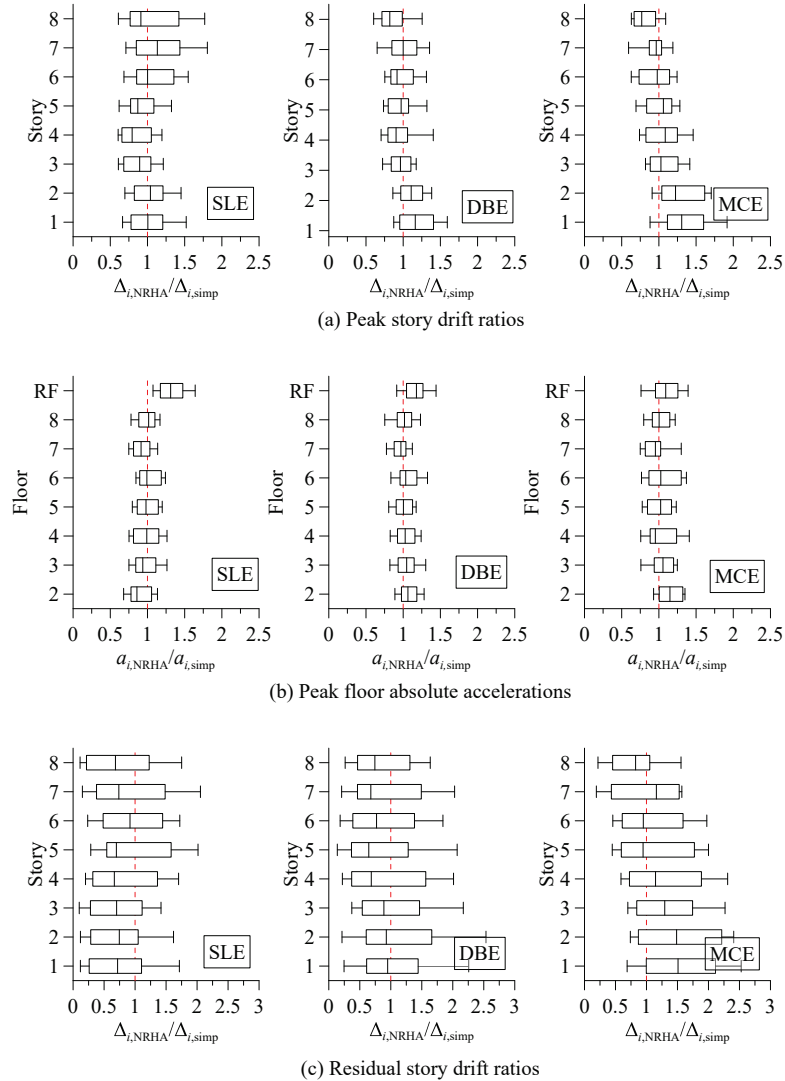 8
7
6
5
4
3
2
1
Story
SLE
0 0.5 1 1.5 2 2.5
Δi,NRHA/Δi,simp
8
7
6
5
4
3
2
1
Story
DBE
0 0.5 1 1.5 2 2.5
Δi,NRHA/Δi,simp
8
7
6
5
4
3
2
1
Story
MCE
0 0.5 1 1.5 2 2.5
Δi,NRHA/Δi,simp
(a) Peak story drift ratios
RF
8
7
6
5
4
3
2
Floor
SLE
0 0.5 1 1.5 2 2.5
ai,NRHA/ai,simp
RF
8
7
6
5
4
3
2
Floor
DBE
0 0.5 1 1.5 2 2.5
ai,NRHA/ai,simp
RF
8
7
6
5
4
3
2
Floor
MCE
0 0.5 1 1.5 2 2.5
ai,NRHA/ai,simp
(b) Peak floor absolute accelerations
8
7
6
5
4
3
2
1
Story
SLE
0 0.5 1 1.5 2 2.5 3
Δi,NRHA/Δi,simp
8
7
6
5
4
3
2
1
Story
DBE
0 0.5 1 1.5 2 2.5 3
Δi,NRHA/Δi,simp
8
7
6
5
4
3
2
1
Story
MCE
0 0.5 1 1.5 2 2.5 3
Δi,NRHA/Δi,simp
(c) Residual story drift ratios